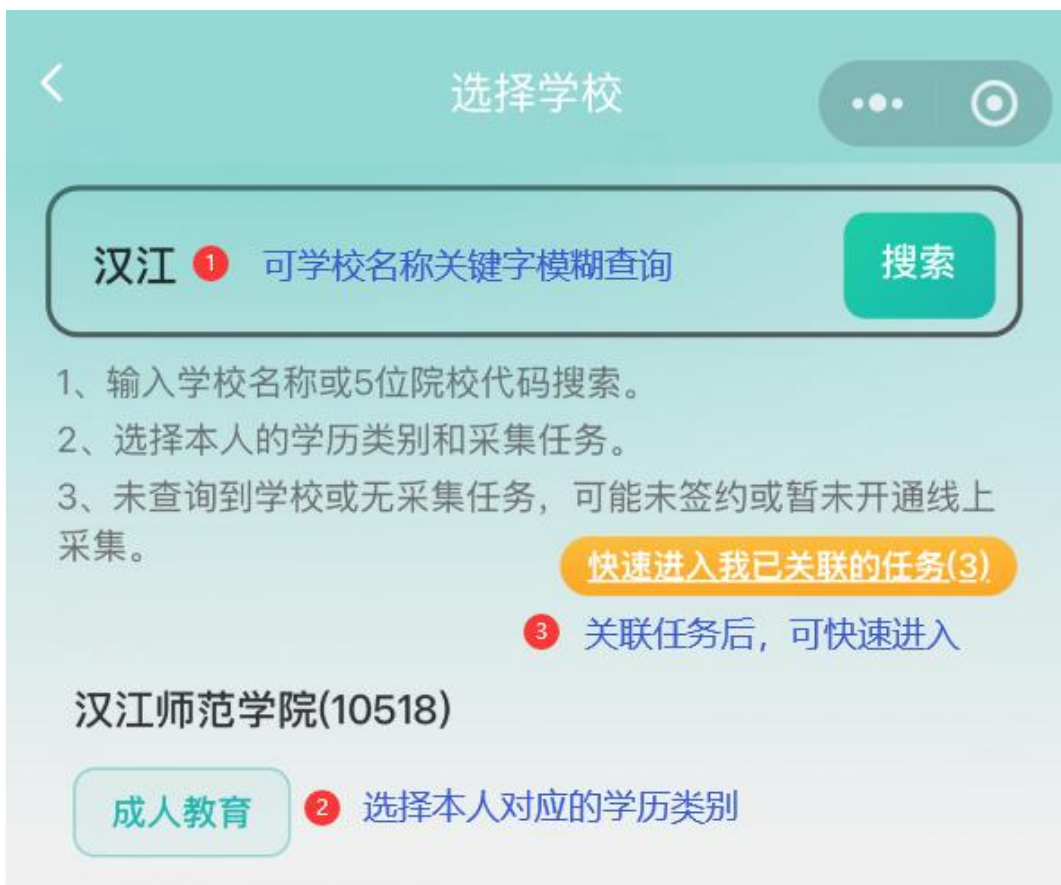 选择学校
汉江 1 可学校名称关键字模糊查询 搜索
1、输入学校名称或5位院校代码搜索。
2、选择本人的学历类别和采集任务。
3、未查询到学校或无采集任务，可能未签约或暂未开通线上
采集。
快速进入我已关联的任务(3)
3 关联任务后，可快速进入
汉江师范学院(10518)
成人教育 2 选择本人对应的学历类别